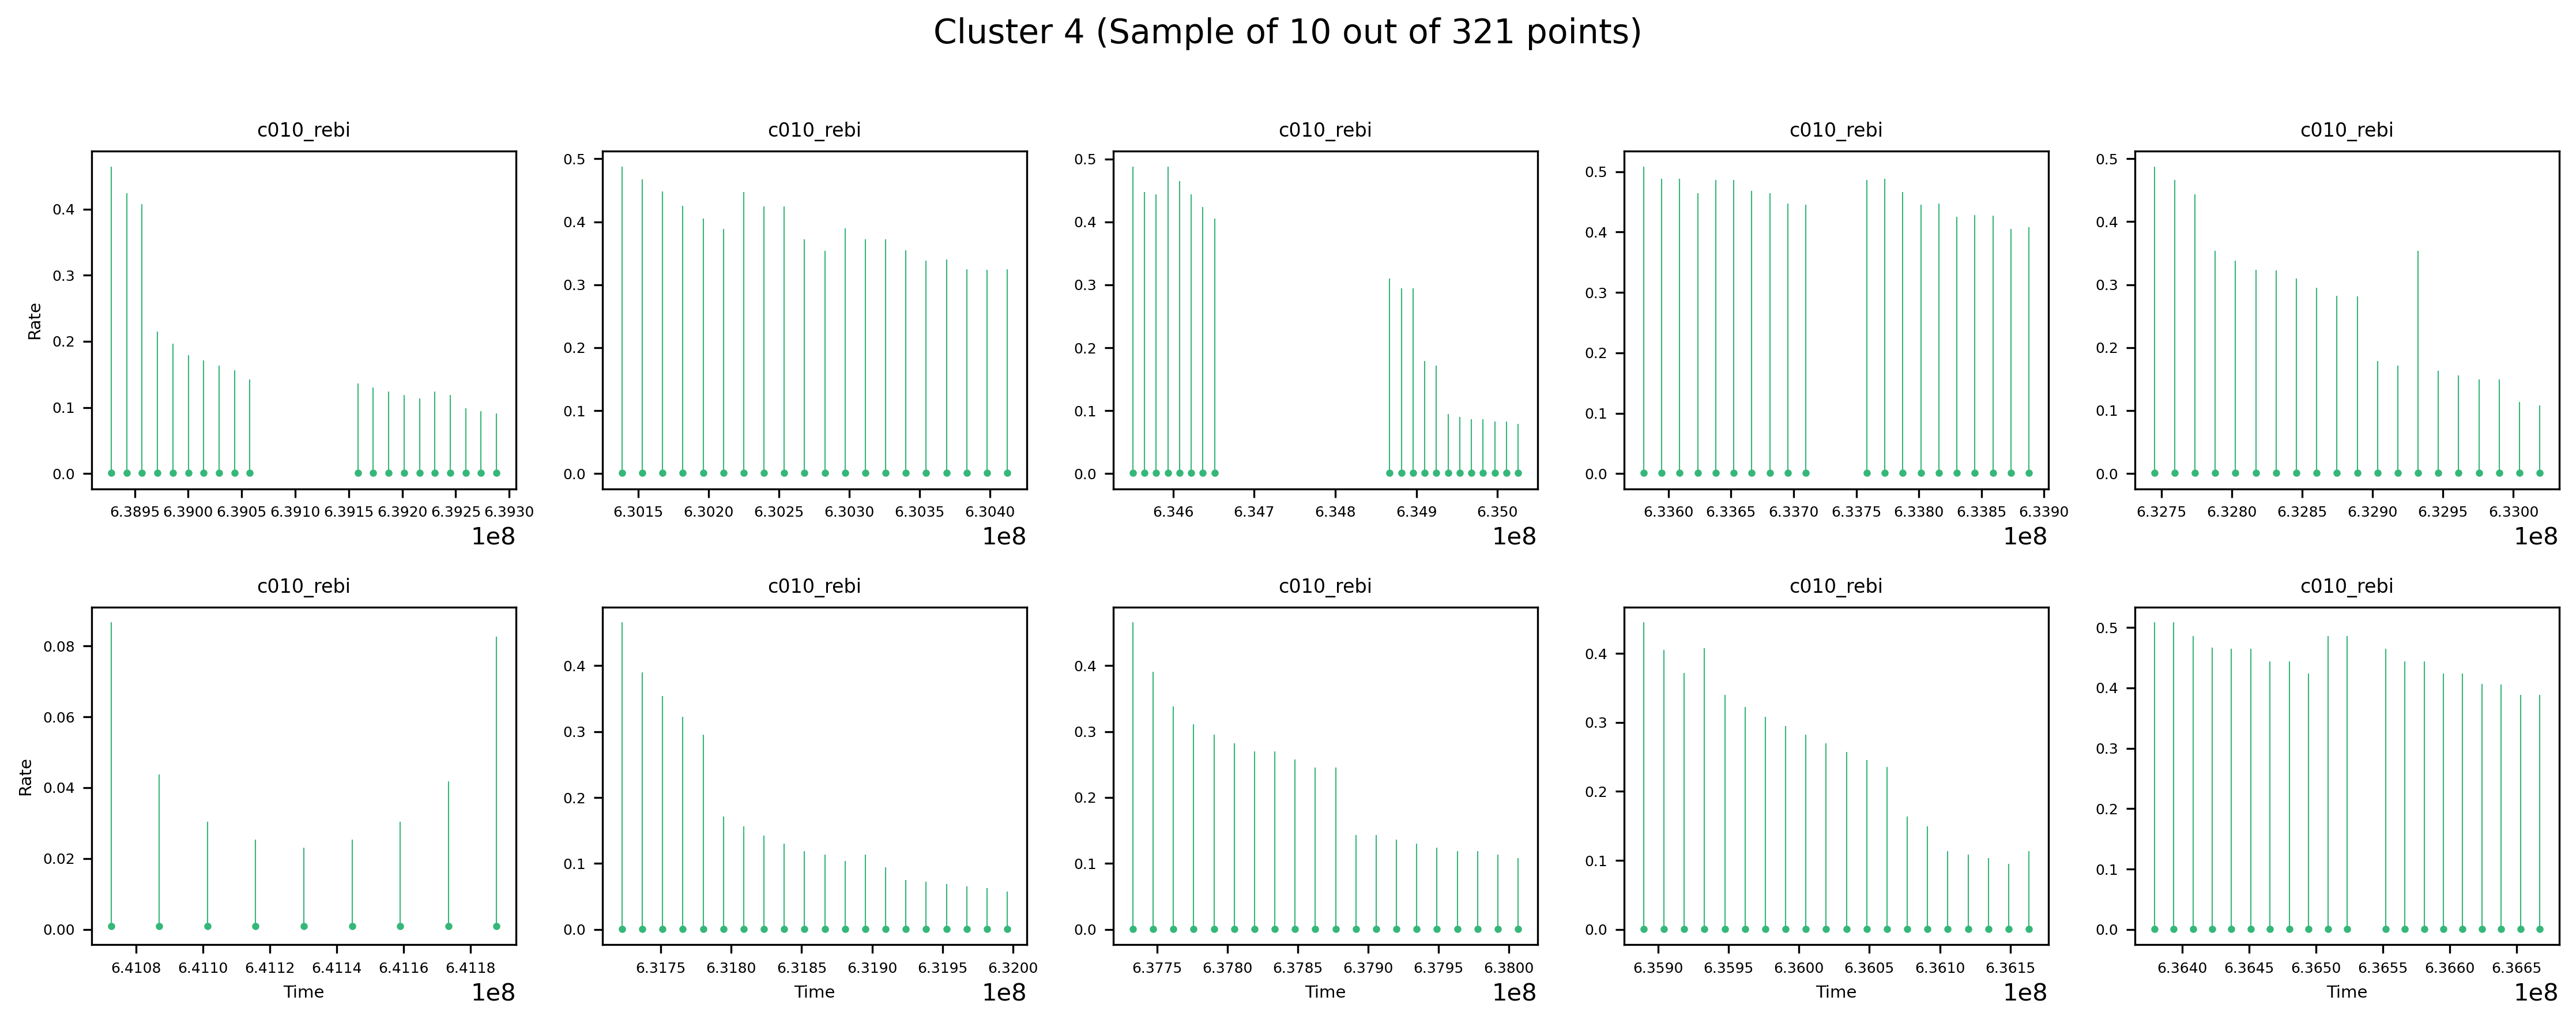 Cluster 4 (Sample of 10 out of 321 points)
c010_rebi c010_rebi c010_rebi c010_rebi c010_rebi
Rate
0.4 0.3 0.2 0.1 0.0
6.3895 6.3900 6.3905 6.3910 6.3915 6.3920 6.3925 6.3930
1e8
0.5 0.4 0.3 0.2 0.1 0.0
6.3015 6.3020 6.3025 6.3030 6.3035 6.3040
1e8
0.5 0.4 0.3 0.2 0.1 0.0
6.346 6.347 6.348 6.349 6.350
1e8
0.5 0.4 0.3 0.2 0.1 0.0
6.3360 6.3365 6.3370 6.3375 6.3380 6.3385 6.3390
1e8
0.5 0.4 0.3 0.2 0.1 0.0
6.3275 6.3280 6.3285 6.3290 6.3295 6.3300
1e8
c010_rebi c010_rebi c010_rebi c010_rebi c010_rebi
Rate
0.08 0.06 0.04 0.02 0.00
6.4108 6.4110 6.4112 6.4114 6.4116 6.4118
Time 1e8
0.4 0.3 0.2 0.1 0.0
6.3175 6.3180 6.3185 6.3190 6.3195 6.3200
Time 1e8
0.4 0.3 0.2 0.1 0.0
6.3775 6.3780 6.3785 6.3790 6.3795 6.3800
Time 1e8
0.4 0.3 0.2 0.1 0.0
6.3590 6.3595 6.3600 6.3605 6.3610 6.3615
Time 1e8
0.5 0.4 0.3 0.2 0.1 0.0
6.3640 6.3645 6.3650 6.3655 6.3660 6.3665
Time 1e8